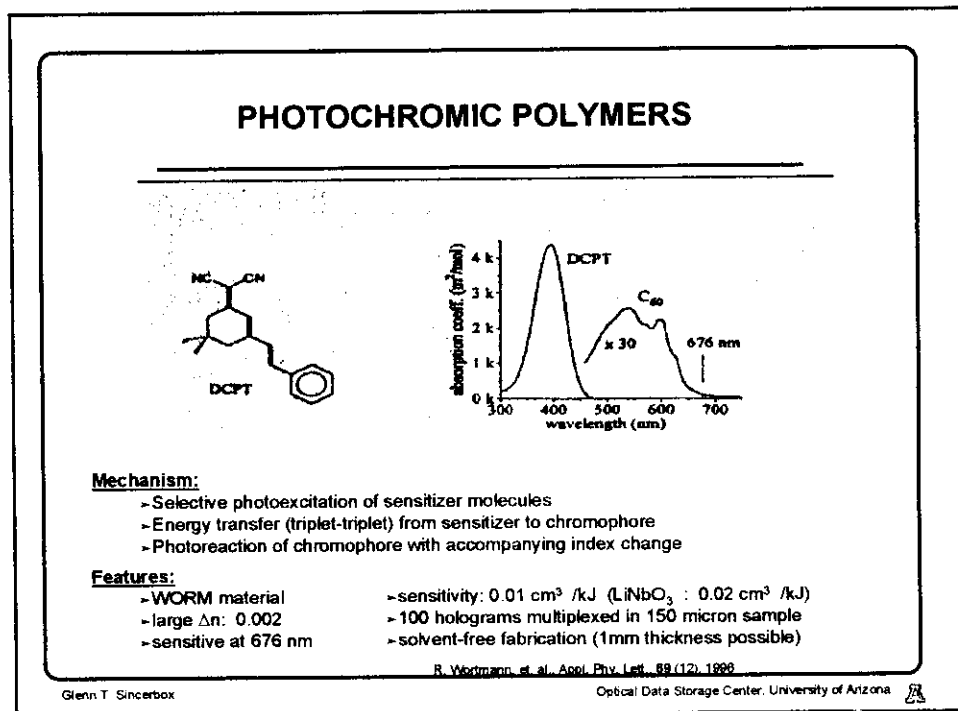 PHOTOCHROMIC POLYMERS
NC CN
DCPT
absorption coeff. (m²/mol)
4 k
3 k
2 k
1 k
0 k
DCPT
C₆₀
x 30
676 nm
300 400 500 600 700
wavelength (nm)
Mechanism:
➢Selective photoexcitation of sensitizer molecules
➢Energy transfer (triplet-triplet) from sensitizer to chromophore
➢Photoreaction of chromophore with accompanying index change
Features:
➢WORM material
➢large Δn: 0.002
➢sensitive at 676 nm
➢sensitivity: 0.01 cm³ /kJ (LiNbO₃ : 0.02 cm³ /kJ)
➢100 holograms multiplexed in 150 micron sample
➢solvent-free fabrication (1mm thickness possible)
R. Wortmann, et. al., Appl. Phy. Lett., 69 (12), 1996
Glenn T. Sincerbox
Optical Data Storage Center, University of Arizona